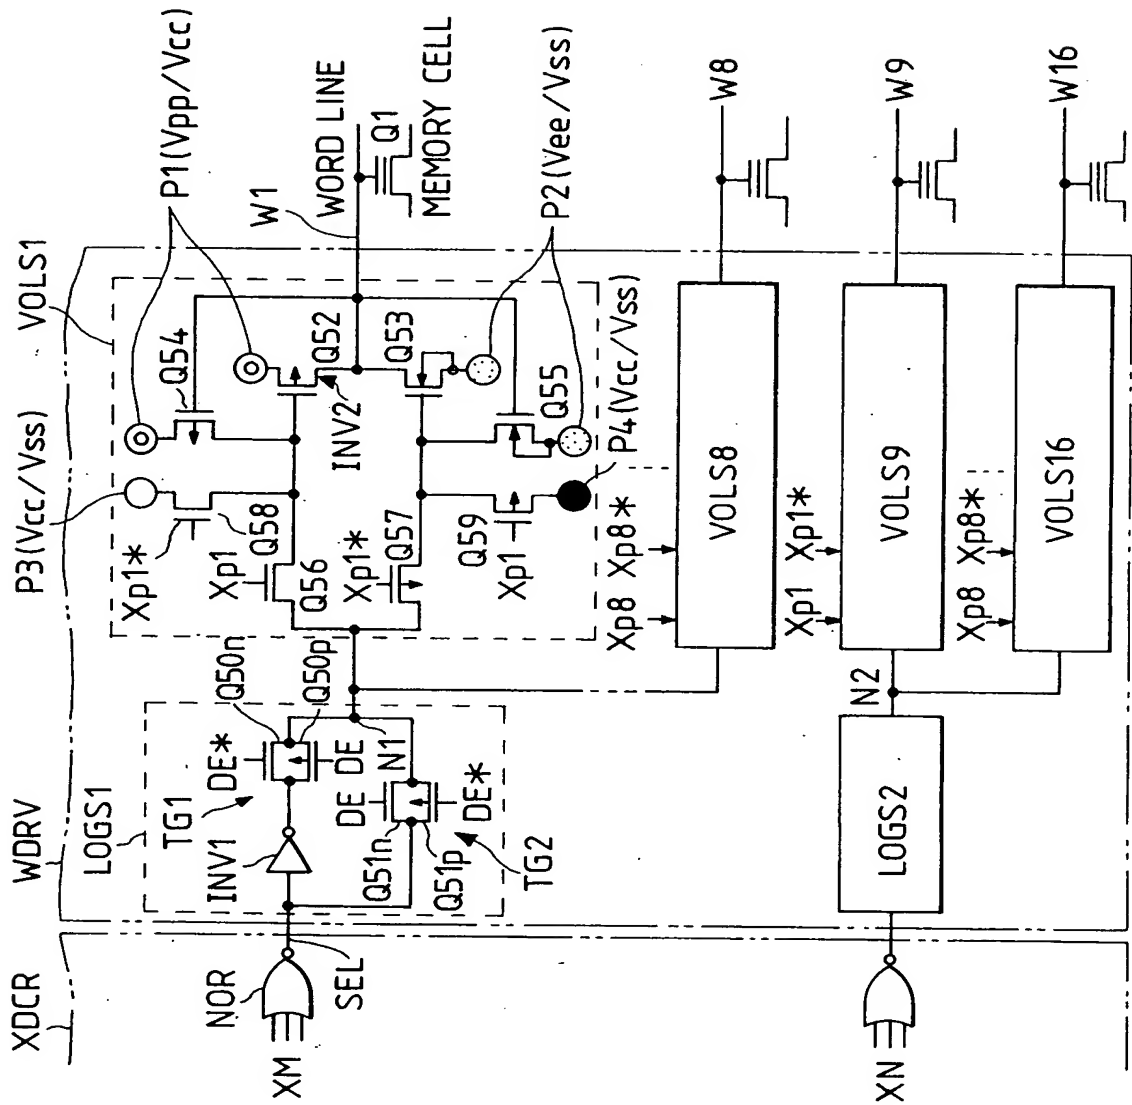 XDCR
WDRV
LOGS1
P3(Vcc/Vss)
VOLS1
P1(Vpp/Vcc)
W1
WORD LINE
Q1
MEMORY CELL
P2(Vee/Vss)
P4(Vcc/Vss)
NOR
XM
SEL
INV1
TG1
DE*
DE
Q50n
Q50p
N1
DE
DE*
Q51n
Q51p
TG2
Xp1*
Q58
Q54
Xp1
Q56
Xp1*
Q57
Q52
INV2
Q53
Q55
Q59
Xp1
Xp8
Xp8*
VOLS8
W8
XN
LOGS2
N2
Xp1
Xp1*
VOLS9
W9
Xp8
Xp8*
VOLS16
W16